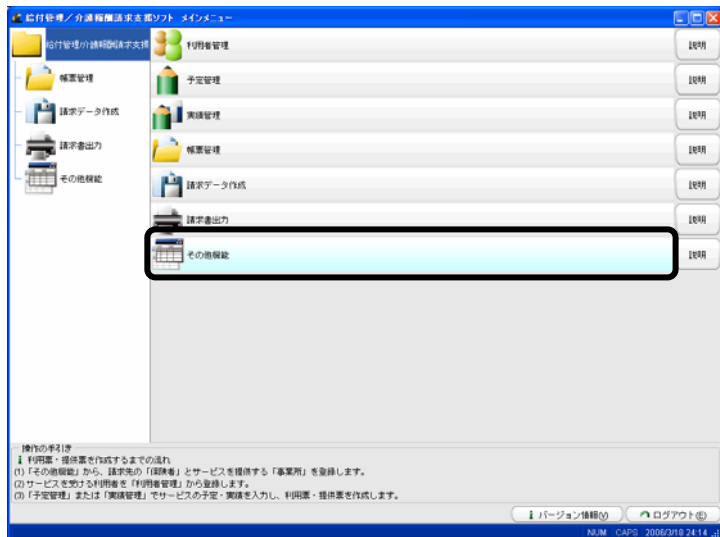 給付管理/介護報酬請求支援ソフト メインメニュー
給付管理/介護報酬請求支援
帳票管理
請求データ作成
請求書出力
その他機能
利用者管理
説明
予定管理
説明
実績管理
説明
帳票管理
説明
請求データ作成
説明
請求書出力
説明
その他機能
説明
操作の手引き
利用票・提供票を作成するまでの流れ
(1)「その他機能」から、請求先の「保険者」とサービスを提供する「事業所」を登録します。
(2)サービスを受ける利用者を「利用者管理」から登録します。
(3)「予定管理」または「実績管理」でサービスの予定・実績を入力し、利用票・提供票を作成します。
バージョン情報(V)
ログアウト(E)
NUM CAPS 2006/3/18 24:14